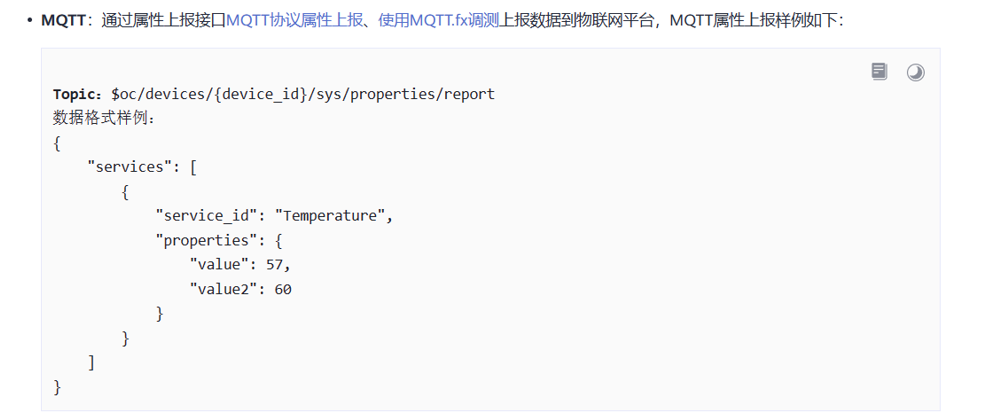 • MQTT：通过属性上报接口MQTT协议属性上报、使用MQTT.fx调测上报数据到物联网平台，MQTT属性上报样例如下：
Topic：$oc/devices/{device_id}/sys/properties/report
数据格式样例：
{
    "services": [
        {
            "service_id": "Temperature",
            "properties": {
                "value": 57,
                "value2": 60
            }
        }
    ]
}